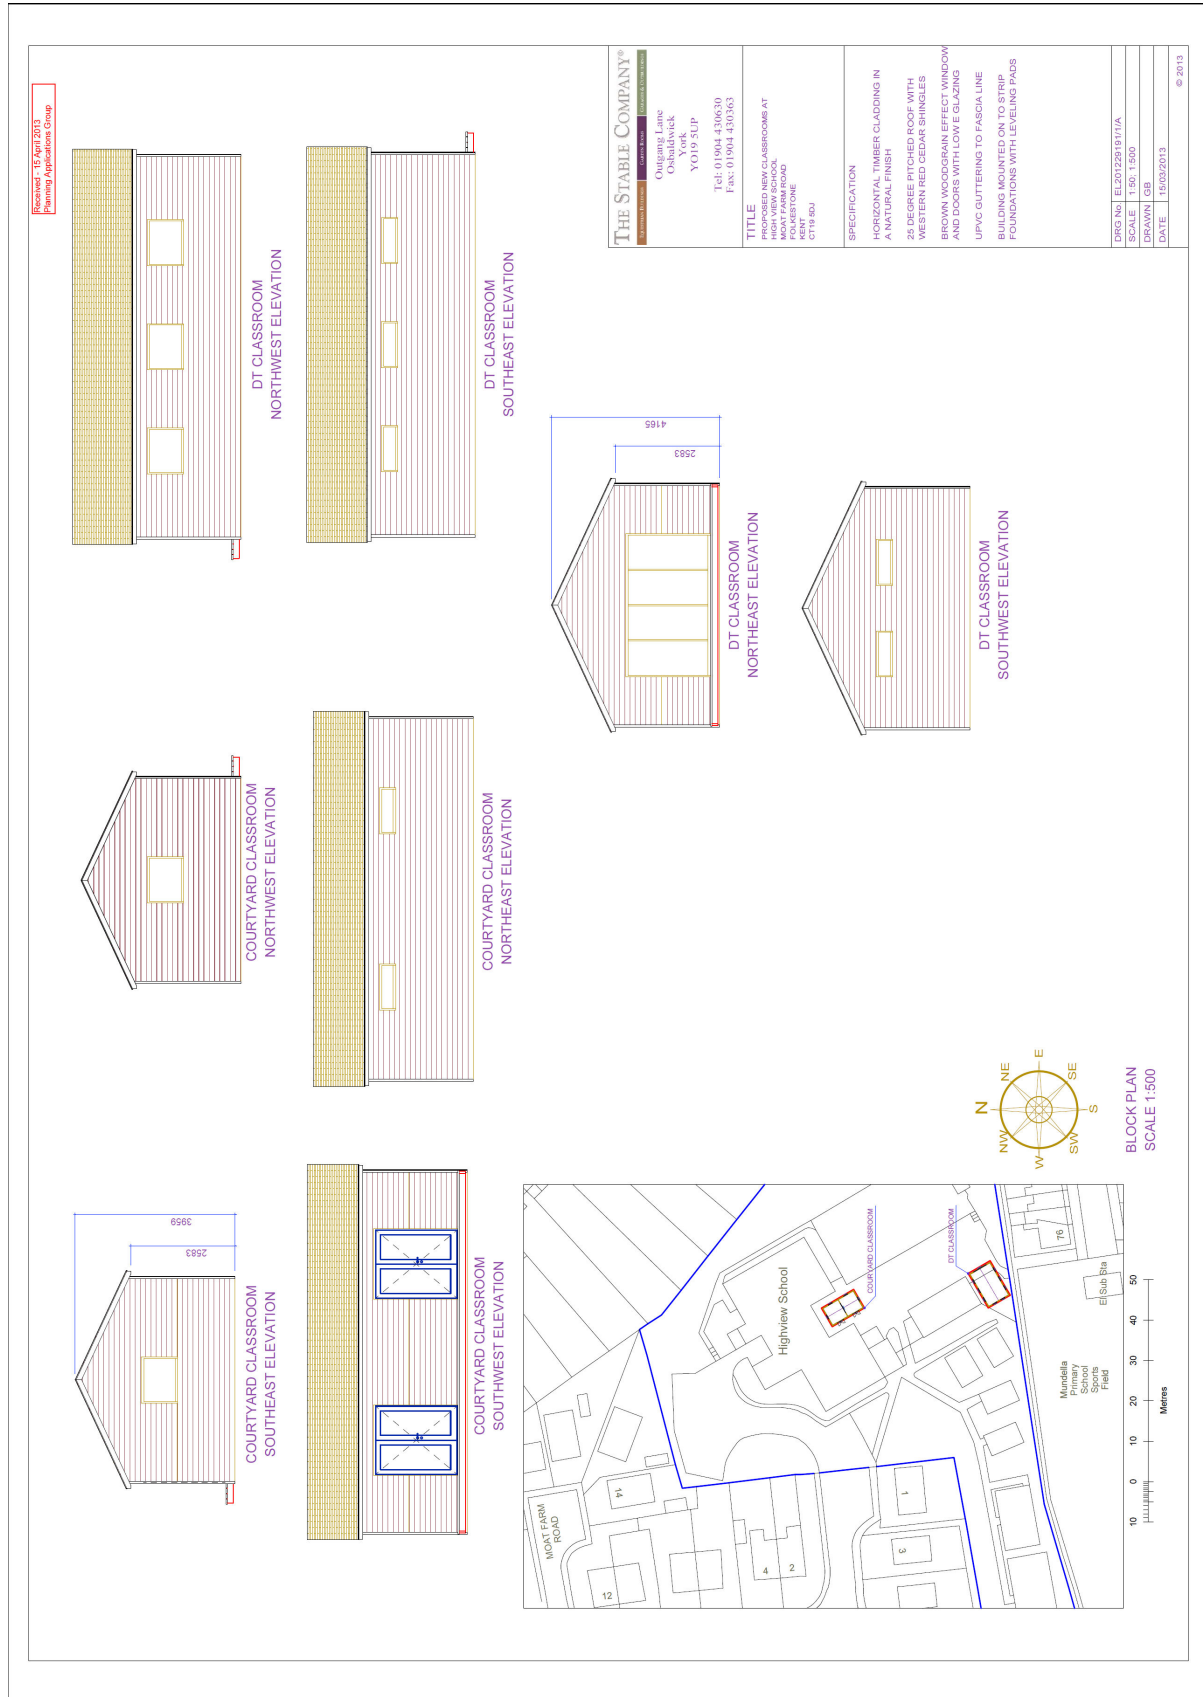 Received - 15 April 2013
Planning Applications Group
DT CLASSROOM
NORTHWEST ELEVATION
DT CLASSROOM
SOUTHEAST ELEVATION
4165
2583
DT CLASSROOM
NORTHEAST ELEVATION
DT CLASSROOM
SOUTHWEST ELEVATION
COURTYARD CLASSROOM
NORTHWEST ELEVATION
COURTYARD CLASSROOM
NORTHEAST ELEVATION
3959
2583
COURTYARD CLASSROOM
SOUTHEAST ELEVATION
COURTYARD CLASSROOM
SOUTHWEST ELEVATION
THE STABLE COMPANY®
Outgang Lane
Osbaldwick
York
YO19 5UP
Tel: 01904 430630
Fax: 01904 430363
TITLE
PROPOSED NEW CLASSROOMS AT
HIGH VIEW SCHOOL
MOAT FARM ROAD
FOLKESTONE
KENT
CT19 5DJ
SPECIFICATION
HORIZONTAL TIMBER CLADDING IN
A NATURAL FINISH
25 DEGREE PITCHED ROOF WITH
WESTERN RED CEDAR SHINGLES
BROWN WOODGRAIN EFFECT WINDOW
AND DOORS WITH LOW E GLAZING
UPVC GUTTERING TO FASCIA LINE
BUILDING MOUNTED ON TO STRIP
FOUNDATIONS WITH LEVELING PADS
DRG No. EL20122919/1/A
SCALE 1:50, 1:500
DRAWN GB
DATE 15/03/2013
© 2013
MOAT FARM
ROAD
14
12
4
2
1
3
76
Highview School
COURTYARD CLASSROOM
DT CLASSROOM
El Sub Sta
Mundella
Primary
School
Sports
Field
N
NE
E
SE
S
SW
W
NW
BLOCK PLAN
SCALE 1:500
10 0 10 20 30 40 50
Metres